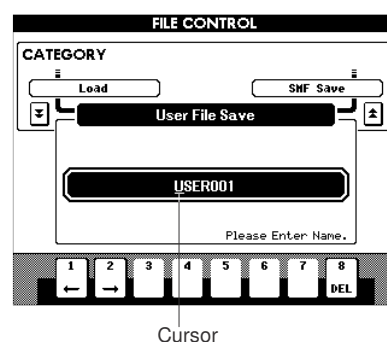 FILE CONTROL
CATEGORY
Load SMF Save
User File Save
USER001
Please Enter Name.
1 2 3 4 5 6 7 8
← → DEL
Cursor